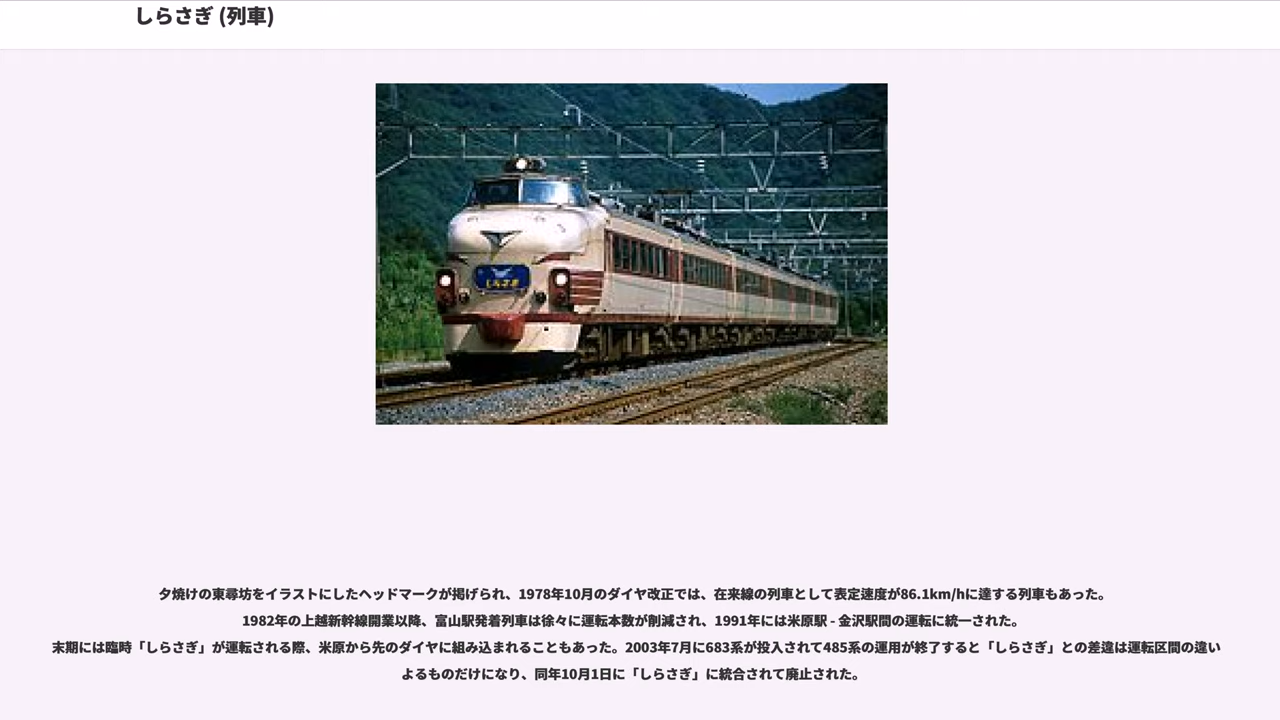 しらさぎ (列車)
しらさぎ
夕焼けの東尋坊をイラストにしたヘッドマークが掲げられ、1978年10月のダイヤ改正では、在来線の列車として表定速度が86.1km/hに達する列車もあった。
1982年の上越新幹線開業以降、富山駅発着列車は徐々に運転本数が削減され、1991年には米原駅 - 金沢駅間の運転に統一された。
末期には臨時「しらさぎ」が運転される際、米原から先のダイヤに組み込まれることもあった。2003年7月に683系が投入されて485系の運用が終了すると「しらさぎ」との差違は運転区間の違い
よるものだけになり、同年10月1日に「しらさぎ」に統合されて廃止された。